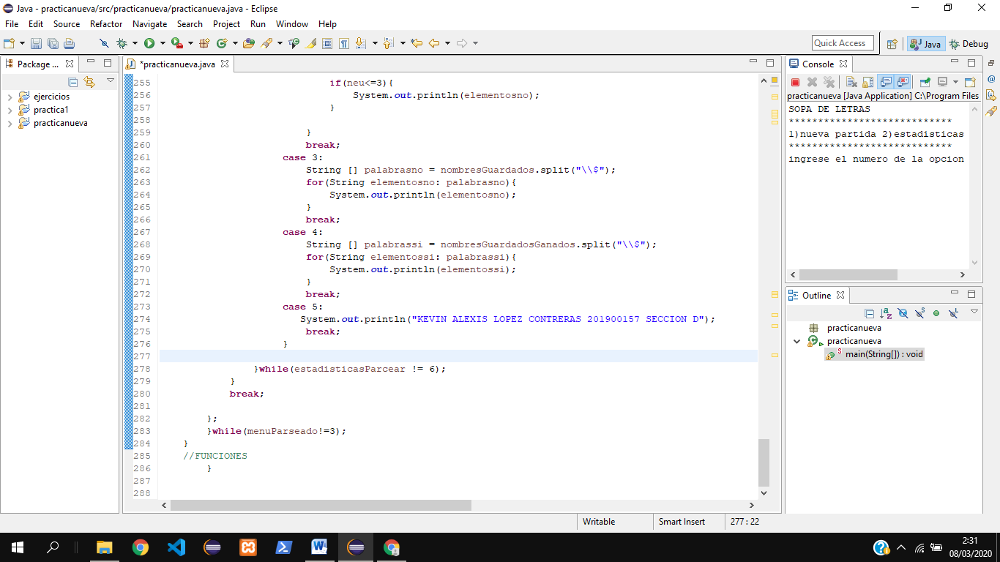 Java - practicanueva/src/practicanueva/practicanueva.java - Eclipse
File Edit Source Refactor Navigate Search Project Run Window Help
Quick Access
Java
Debug
Package ...
ejercicios
practica1
practicanueva
*practicanueva.java
255 if(neu<=3){
256 System.out.println(elementosno);
257 }
258
259 }
260 break;
261 case 3:
262 String [] palabrasno = nombresGuardados.split("\\$");
263 for(String elementosno: palabrasno){
264 System.out.println(elementosno);
265 }
266 break;
267 case 4:
268 String [] palabrassi = nombresGuardadosGanados.split("\\$");
269 for(String elementossi: palabrassi){
270 System.out.println(elementossi);
271 }
272 break;
273 case 5:
274 System.out.println("KEVIN ALEXIS LOPEZ CONTRERAS 201900157 SECCION D");
275 break;
276 }
277
278 }while(estadisticasParcear != 6);
279 }
280 break;
281
282 };
283 }while(menuParseado!=3);
284 }
285 //FUNCIONES
286 }
287
288
Console
practicanueva [Java Application] C:\Program Files
SOPA DE LETRAS
****************************
1)nueva partida 2)estadisticas
****************************
ingrese el numero de la opcion
Outline
practicanueva
practicanueva
main(String[]) : void
Writable
Smart Insert
277 : 22
2:31
08/03/2020